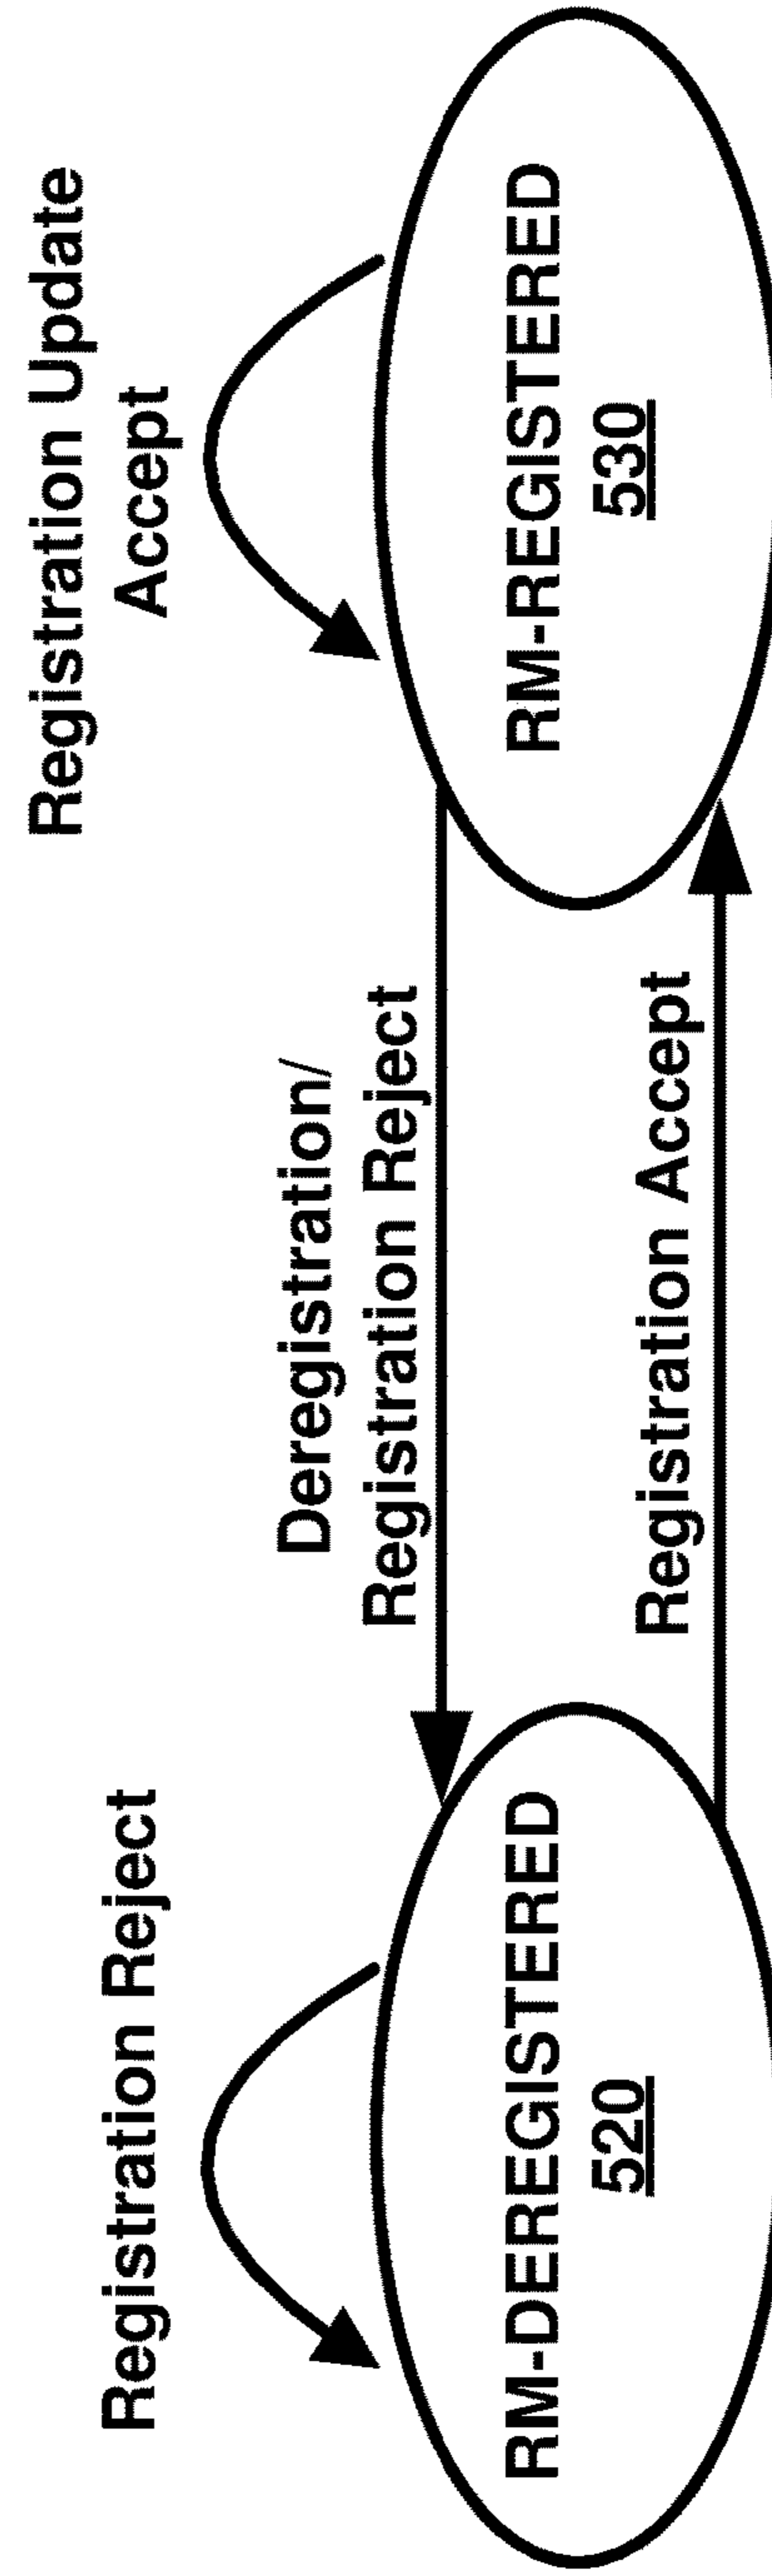 Registration Reject
Registration Update
Accept
Deregistration/
Registration Reject
RM-DEREGISTERED
520
RM-REGISTERED
530
Registration Accept